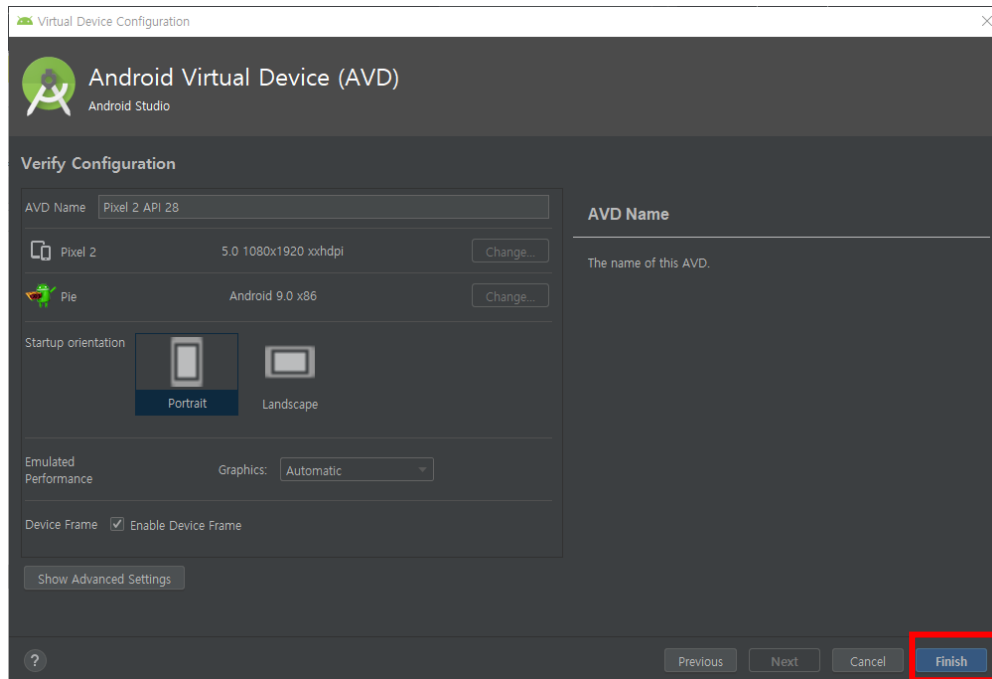 Virtual Device Configuration
Android Virtual Device (AVD)
Android Studio
Verify Configuration
AVD Name Pixel 2 API 28
Pixel 2 5.0 1080x1920 xxhdpi Change...
Pie Android 9.0 x86 Change...
Startup orientation
Portrait Landscape
Emulated
Performance
Graphics: Automatic
Device Frame Enable Device Frame
Show Advanced Settings
AVD Name
The name of this AVD.
? Previous Next Cancel Finish